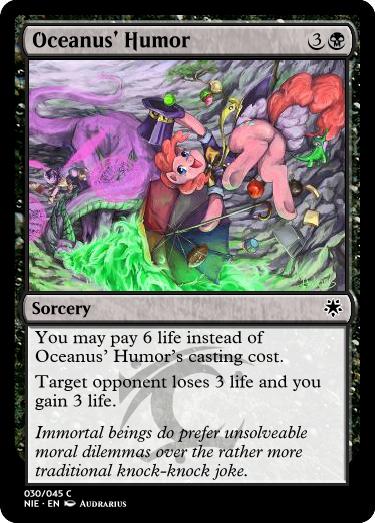 Oceanus' Humor 3
Sorcery
You may pay 6 life instead of
Oceanus' Humor's casting cost.
Target opponent loses 3 life and you
gain 3 life.
Immortal beings do prefer unsolveable
moral dilemmas over the rather more
traditional knock-knock joke.
030/045 C
NIE • EN AUDRARIUS